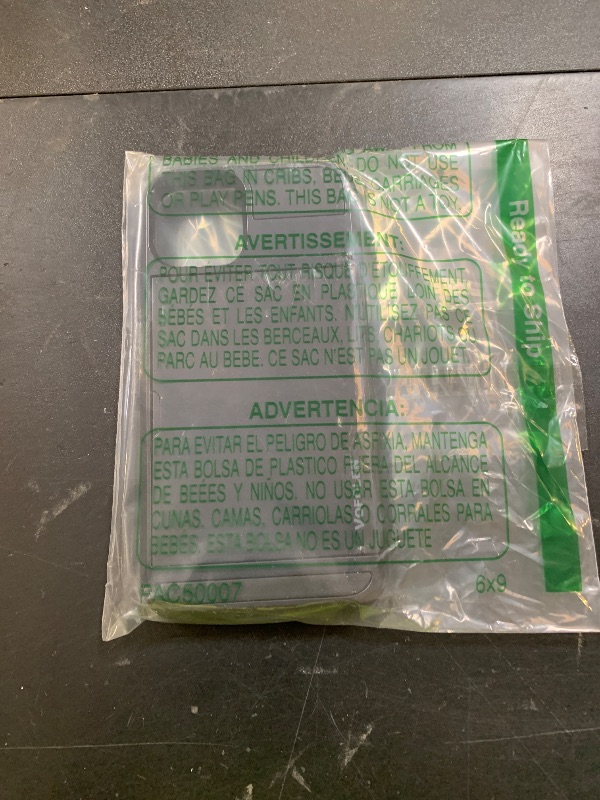 BABIES AND CHILDREN. DO NOT USE
THIS BAG IN CRIBS, BEDS, CARRIAGES
OR PLAY PENS. THIS BAG IS NOT A TOY.
AVERTISSEMENT:
POUR EVITER TOUT RISQUE D'ETOUFFEMENT,
GARDEZ CE SAC EN PLASTIQUE LOIN DES
BÉBÉS ET LES ENFANTS. N'UTILISEZ PAS CE
SAC DANS LES BERCEAUX, LITS, CHARIOTS OU
PARC AU BEBE. CE SAC N'EST PAS UN JOUET.
ADVERTENCIA:
PARA EVITAR EL PELIGRO DE ASFIXIA, MANTENGA
ESTA BOLSA DE PLASTICO FUERA DEL ALCANCE
DE BEÉES Y NIÑOS. NO USAR ESTA BOLSA EN
CUNAS, CAMAS, CARRIOLAS O CORRALES PARA
BEBÉS. ESTA BOLSA NO ES UN JUGUETE
PAC60007
6x9
Ready to Ship